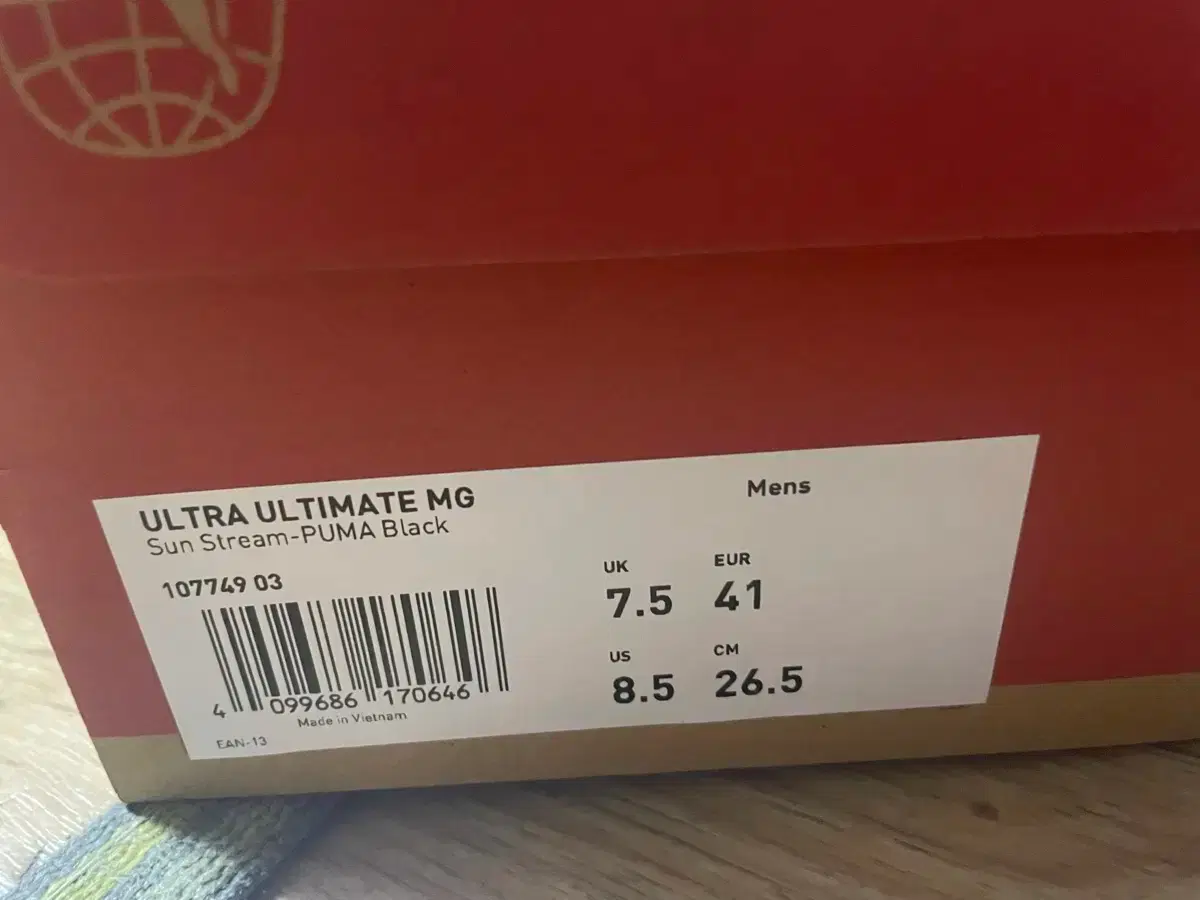 ULTRA ULTIMATE MG
Sun Stream-PUMA Black
107749 03
4 099686 170646
Made in Vietnam
EAN-13
Mens
UK EUR
7.5 41
US CM
8.5 26.5